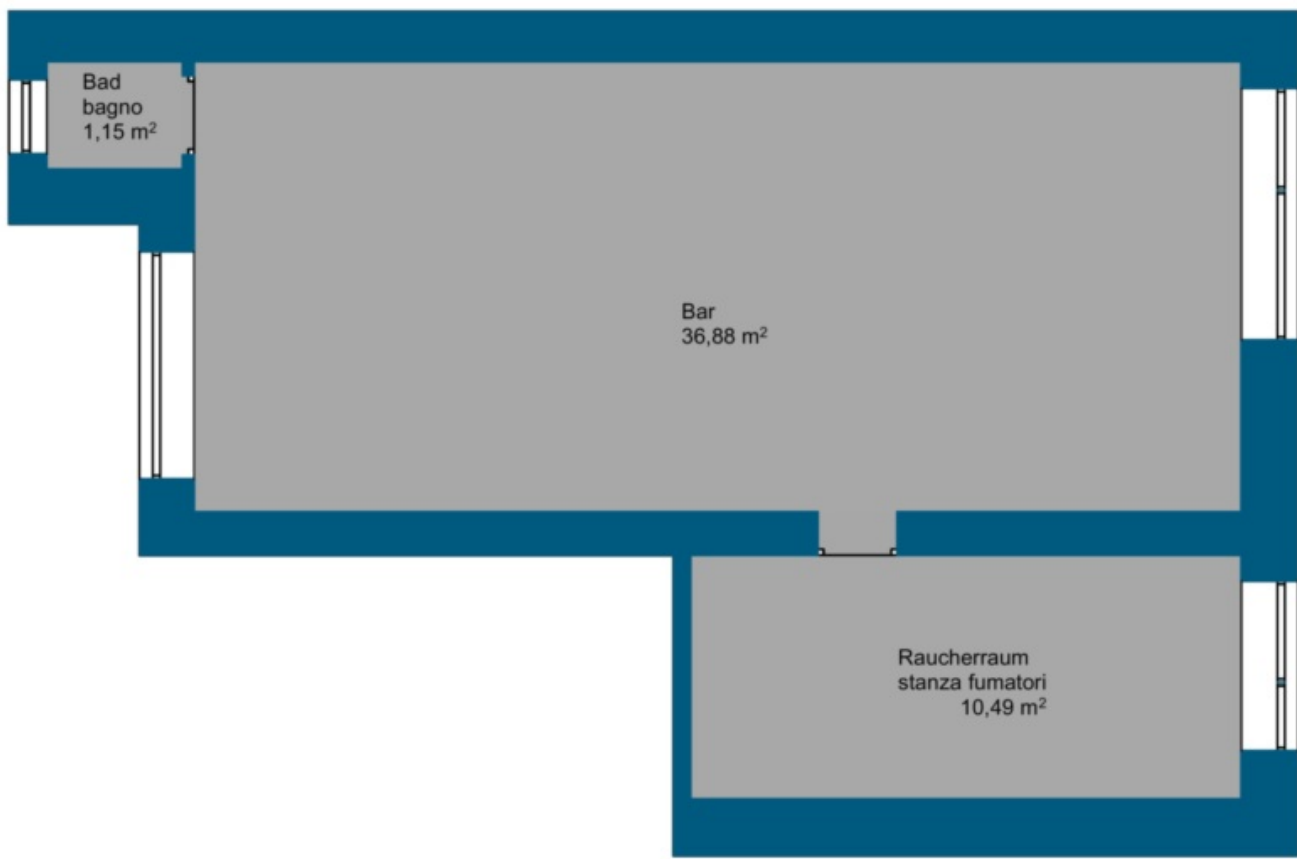 Bad
bagno
1,15 m²
Bar
36,88 m²
Raucherraum
stanza fumatori
10,49 m²